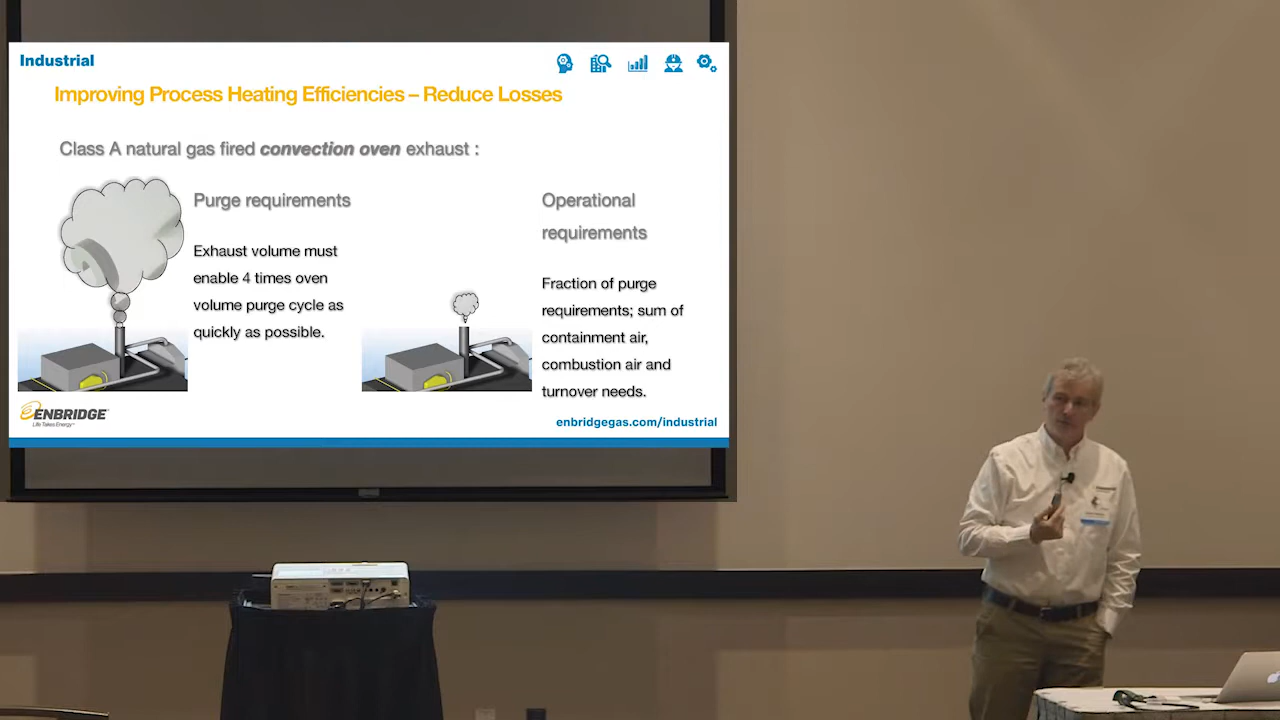 Industrial
Improving Process Heating Efficiencies – Reduce Losses
Class A natural gas fired convection oven exhaust :
Purge requirements
Exhaust volume must
enable 4 times oven
volume purge cycle as
quickly as possible.
Operational
requirements
Fraction of purge
requirements; sum of
containment air,
combustion air and
turnover needs.
ENBRIDGE
Life Takes Energy™
enbridgegas.com/industrial